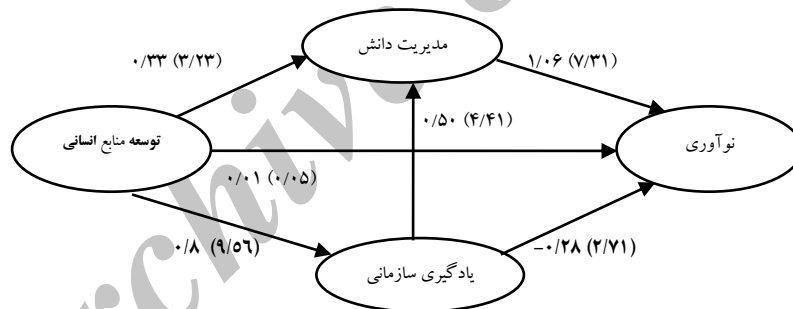 مدیریت دانش
۰/۳۳ (۳/۲۳)
۱/۰۶ (۷/۳۱)
۰/۵۰ (۴/۴۱)
توسعه منابع انسانی
نوآوری
۰/۰۱ (۰/۰۵)
۰/۸ (۹/۵۶)
-۰/۲۸ (۲/۷۱)
یادگیری سازمانی